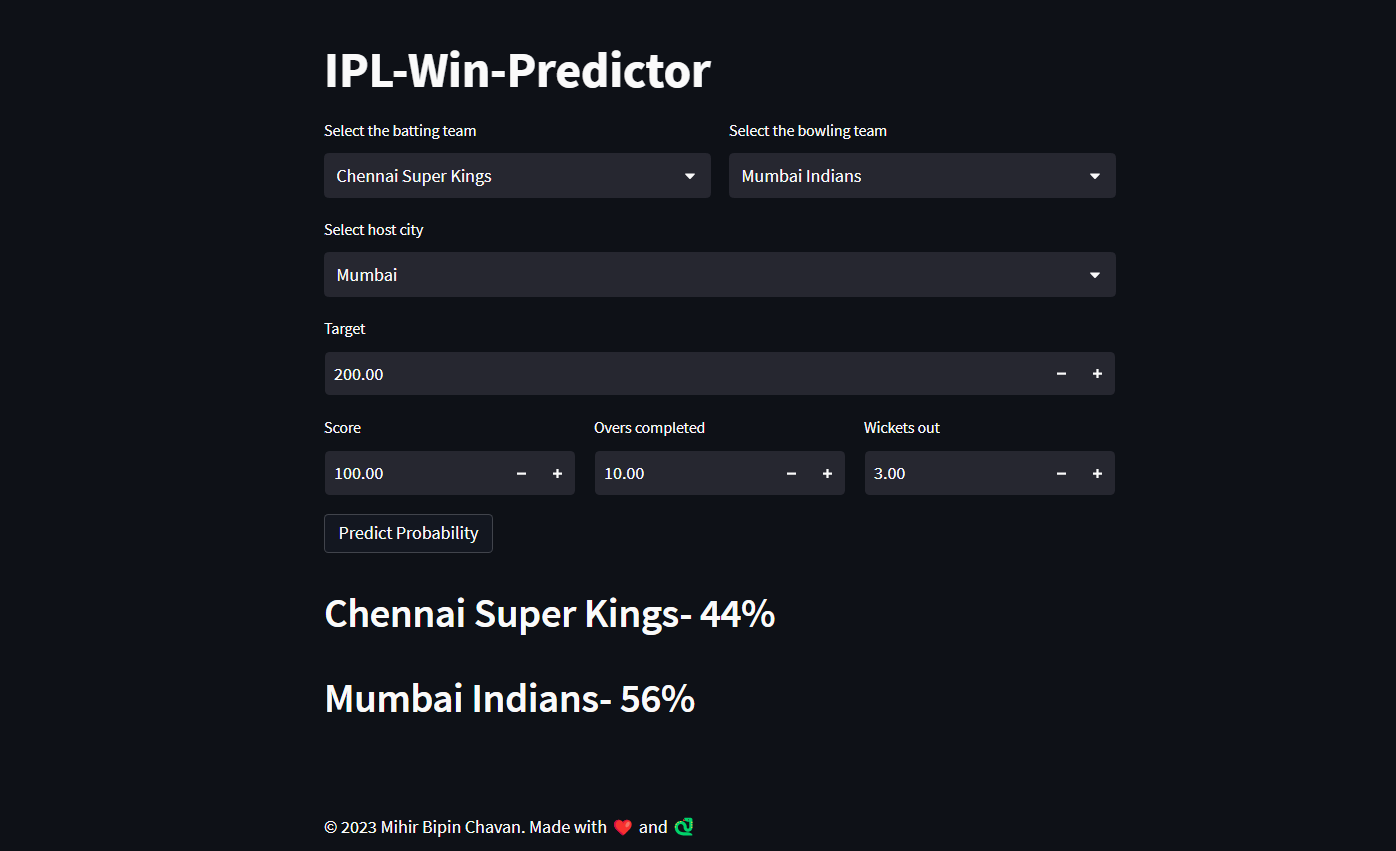 IPL-Win-Predictor
Select the batting team
Select the bowling team
Chennai Super Kings
Mumbai Indians
Select host city
Mumbai
Target
200.00
Score
Overs completed
Wickets out
100.00
10.00
3.00
Predict Probability
Chennai Super Kings- 44%
Mumbai Indians- 56%
© 2023 Mihir Bipin Chavan. Made with ❤️ and 🐍